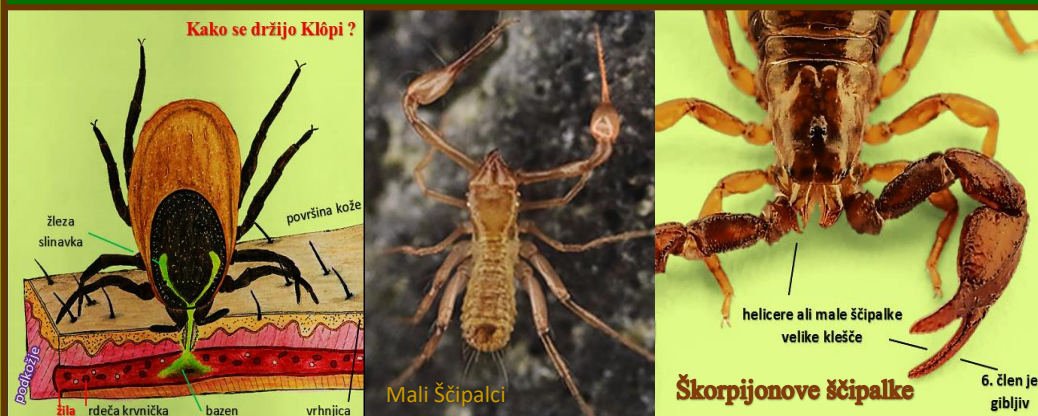 Kako se držijo Klôpi ?
žleza
slinavka
površina kože
podkožje
žila
rdeča krvnička
bazen
vrhnjica
Mali Ščipalci
helicere ali male ščipalke
velike klešče
6. člen je
gibljiv
Škorpijonove ščipalke